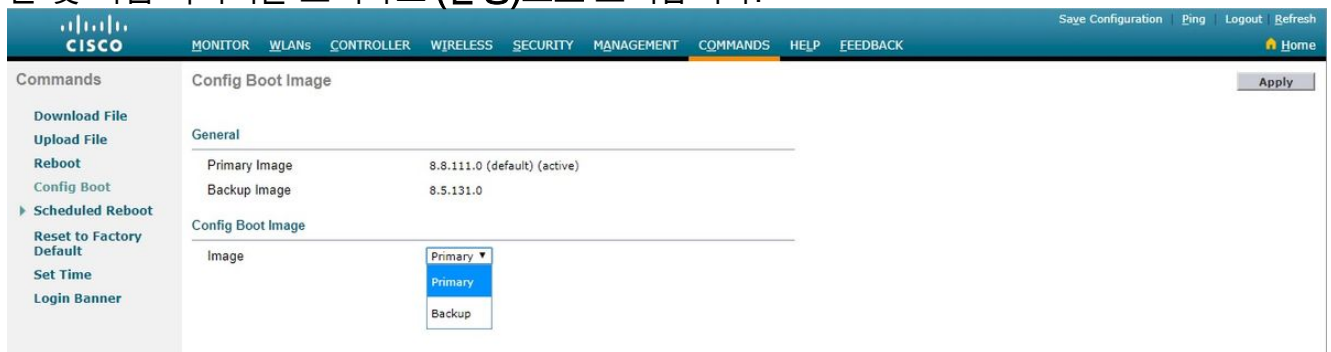 CISCO
MONITOR WLANs CONTROLLER WIRELESS SECURITY MANAGEMENT COMMANDS HELP FEEDBACK
Save Configuration Ping Logout Refresh
Home
Commands
Download File
Upload File
Reboot
Config Boot
Scheduled Reboot
Reset to Factory
Default
Set Time
Login Banner
Config Boot Image
Apply
General
Primary Image 8.8.111.0 (default) (active)
Backup Image 8.5.131.0
Config Boot Image
Image Primary
Primary
Backup